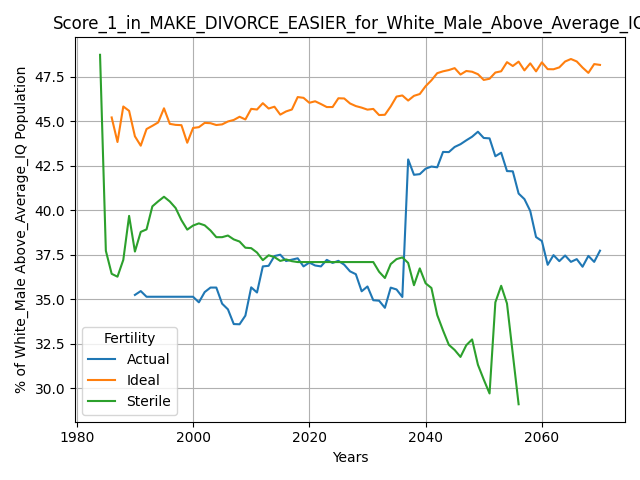 Score_1_in_MAKE_DIVORCE_EASIER_for_White_Male_Above_Average_IQ
% of White_Male Above_Average_IQ Population
47.5
45.0
42.5
40.0
37.5
35.0
32.5
30.0
Fertility
Actual
Ideal
Sterile
1980
2000
2020
2040
2060
Years